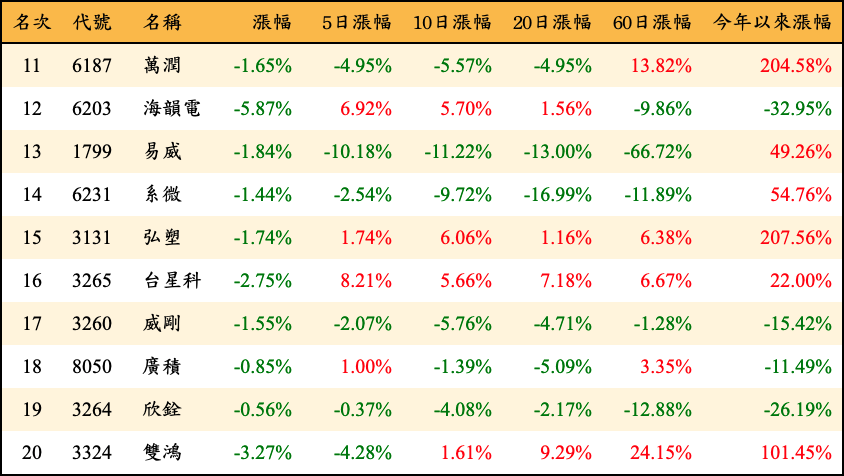 名次 代號 名稱 漲幅 5日漲幅 10日漲幅 20日漲幅 60日漲幅 今年以來漲幅
11 6187 萬潤 -1.65% -4.95% -5.57% -4.95% 13.82% 204.58%
12 6203 海韻電 -5.87% 6.92% 5.70% 1.56% -9.86% -32.95%
13 1799 易威 -1.84% -10.18% -11.22% -13.00% -66.72% 49.26%
14 6231 系微 -1.44% -2.54% -9.72% -16.99% -11.89% 54.76%
15 3131 弘塑 -1.74% 1.74% 6.06% 1.16% 6.38% 207.56%
16 3265 台星科 -2.75% 8.21% 5.66% 7.18% 6.67% 22.00%
17 3260 威剛 -1.55% -2.07% -5.76% -4.71% -1.28% -15.42%
18 8050 廣積 -0.85% 1.00% -1.39% -5.09% 3.35% -11.49%
19 3264 欣銓 -0.56% -0.37% -4.08% -2.17% -12.88% -26.19%
20 3324 雙鴻 -3.27% -4.28% 1.61% 9.29% 24.15% 101.45%